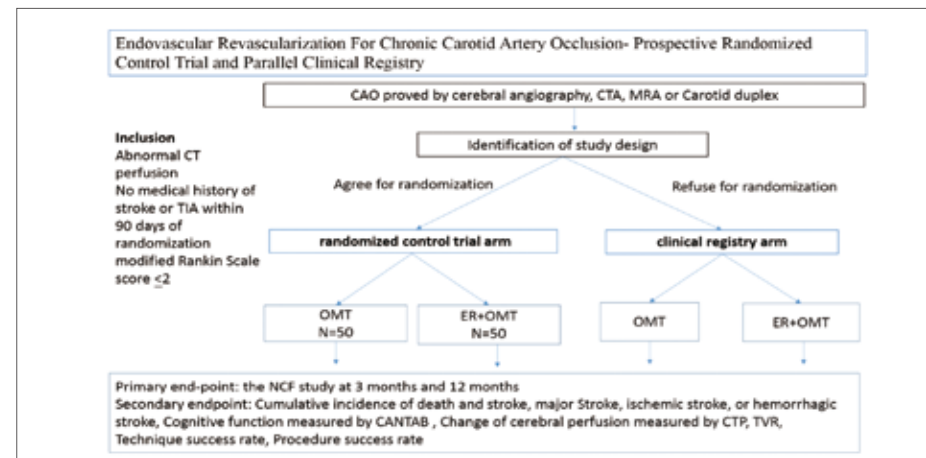 Endovascular Revascularization For Chronic Carotid Artery Occlusion- Prospective Randomized
Control Trial and Parallel Clinical Registry
CAO proved by cerebral angiography, CTA, MRA or Carotid duplex
Identification of study design
Inclusion
Abnormal CT
perfusion
No medical history of
stroke or TIA within
90 days of
randomization
modified Rankin Scale
score <2
Agree for randomization
Refuse for randomization
randomized control trial arm
clinical registry arm
OMT
N=50
ER+OMT
N=50
OMT
ER+OMT
Primary end-point: the NCF study at 3 months and 12 months
Secondary endpoint: Cumulative incidence of death and stroke, major Stroke, ischemic stroke, or hemorrhagic
stroke, Cognitive function measured by CANTAB , Change of cerebral perfusion measured by CTP, TVR,
Technique success rate, Procedure success rate